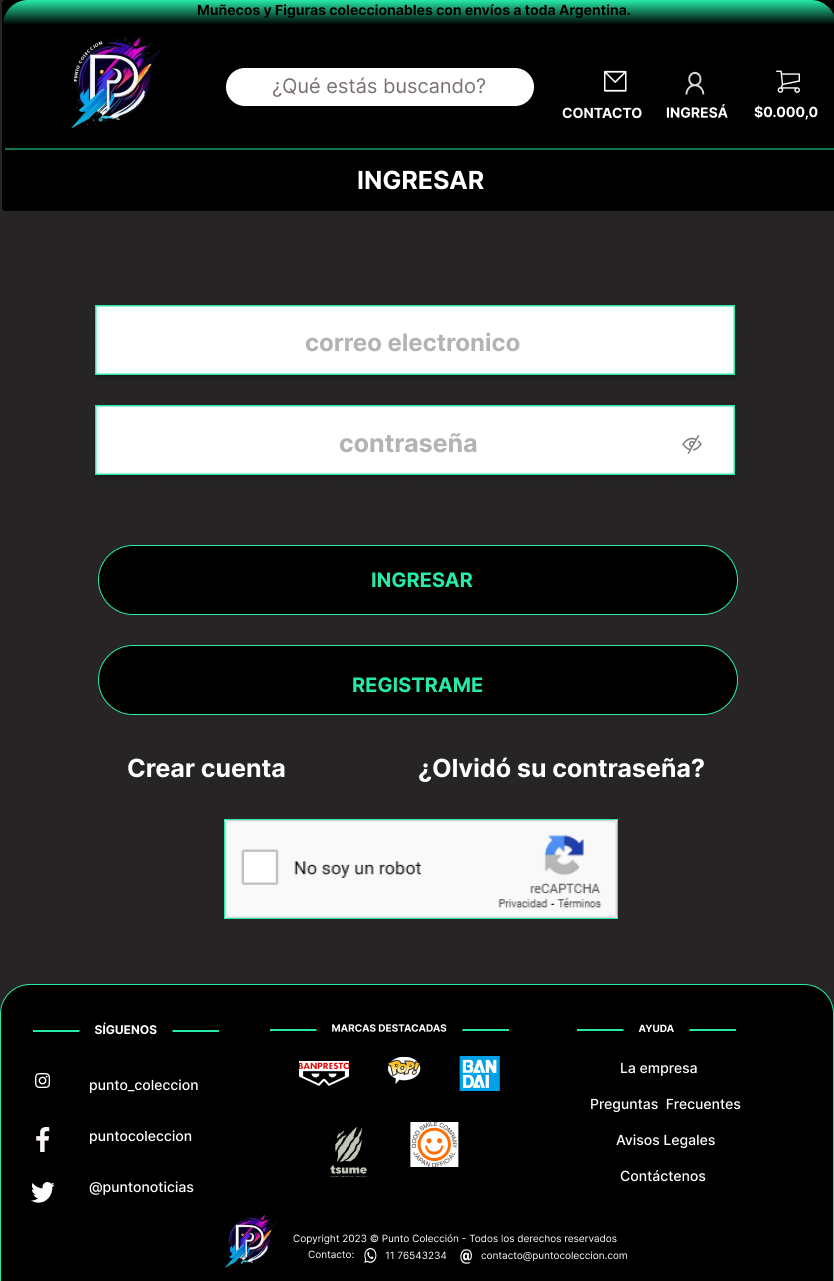 Muñecos y Figuras coleccionables con envíos a toda Argentina.
PUNTO COLECCION
¿Qué estás buscando?
CONTACTO
INGRESÁ
$0.000,0
INGRESAR
correo electronico
contraseña
INGRESAR
REGISTRAME
Crear cuenta
¿Olvidó su contraseña?
No soy un robot
reCAPTCHA
Privacidad - Términos
SÍGUENOS
punto_coleccion
puntocoleccion
@puntonoticias
MARCAS DESTACADAS
BANPRESTO
POP!
BAN
DAI
tsume
GOOD SMILE COMPANY
JAPAN OFFICIAL
AYUDA
La empresa
Preguntas  Frecuentes
Avisos Legales
Contáctenos
Copyright 2023 © Punto Colección - Todos los derechos reservados
Contacto: 11 76543234 @ contacto@puntocoleccion.com